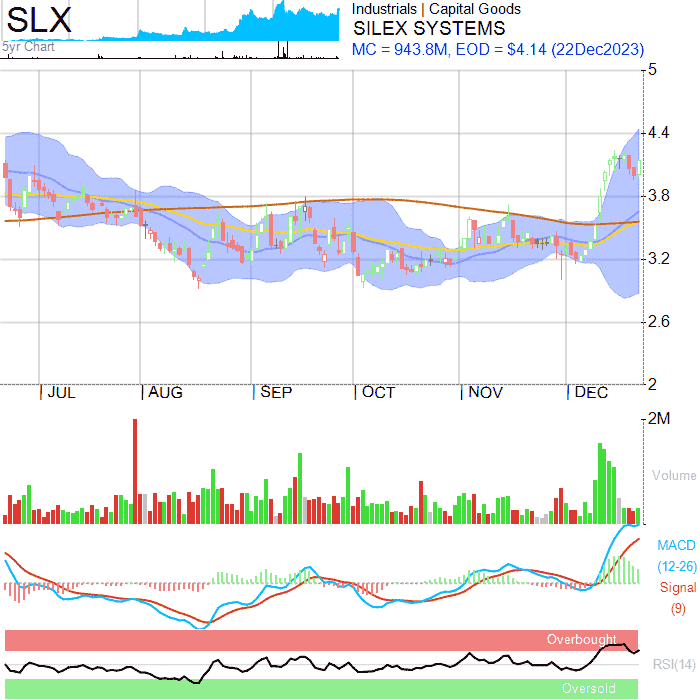 SLX
5yr Chart
Industrials | Capital Goods
SILEX SYSTEMS
MC = 943.8M, EOD = $4.14 (22Dec2023)
5
4.4
3.8
3.2
2.6
2
JUL AUG SEP OCT NOV DEC
2M
Volume
MACD
(12-26)
Signal
(9)
Overbought
RSI(14)
Oversold